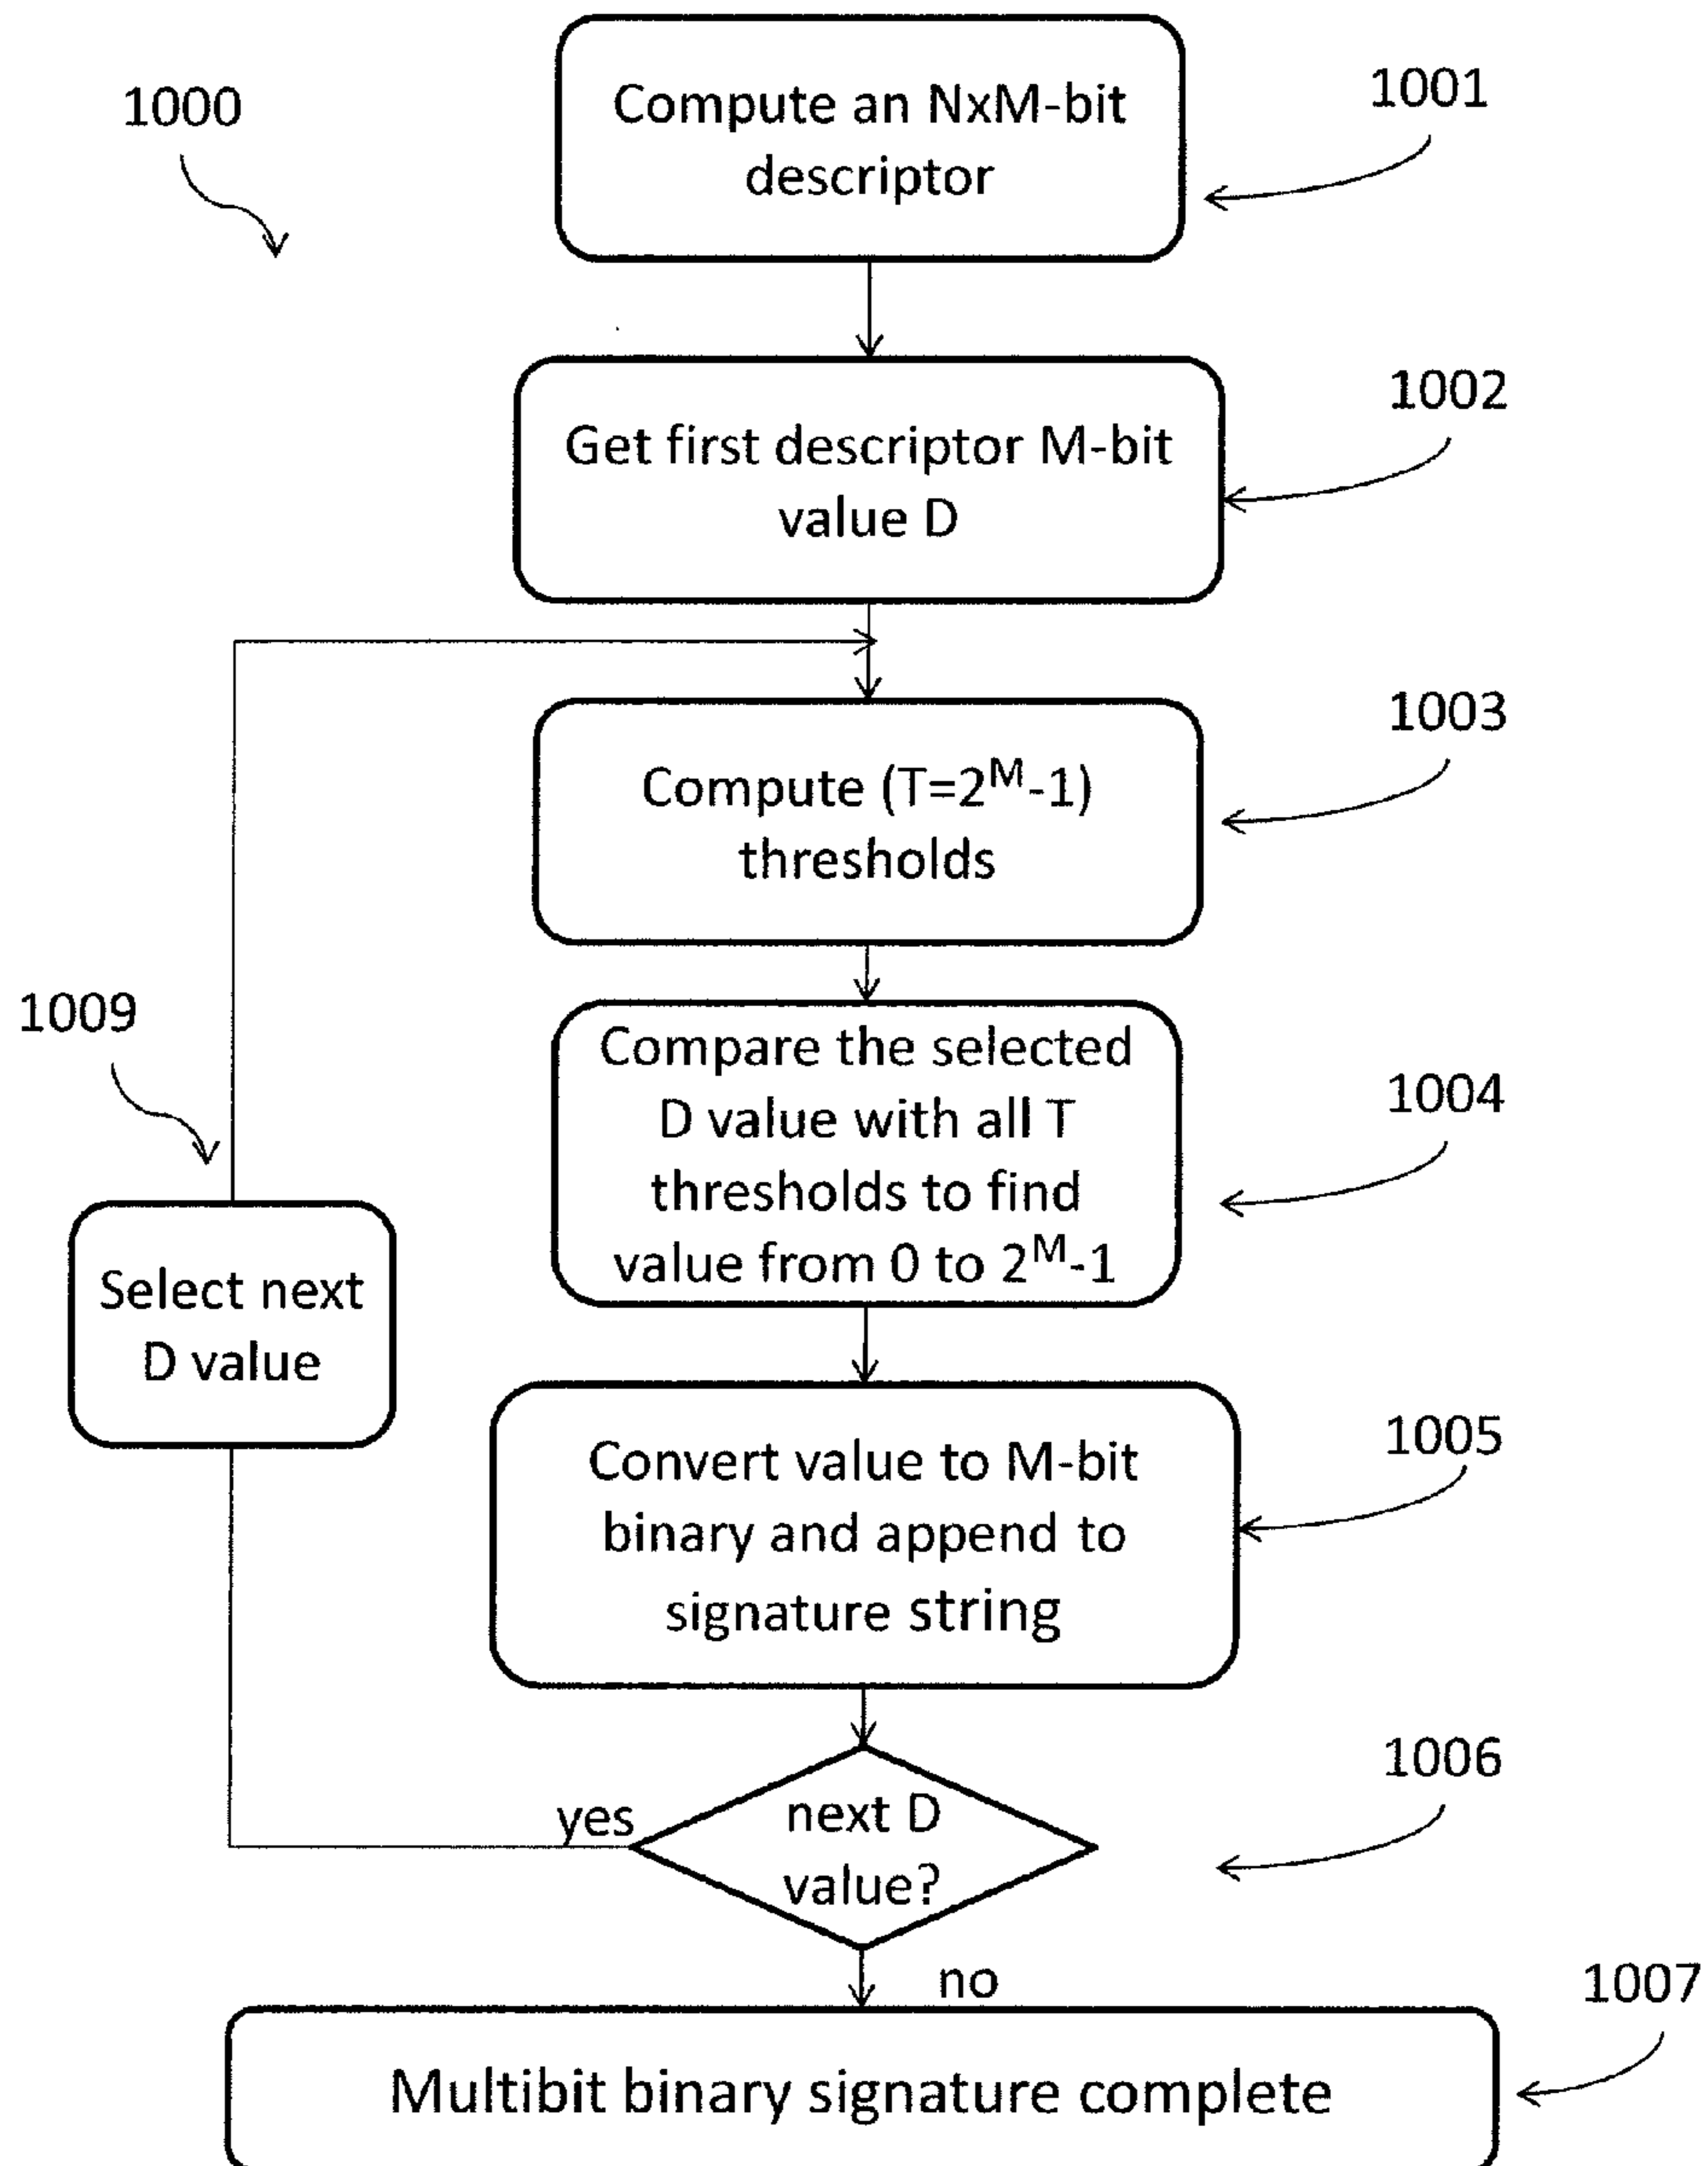 1000
Compute an NxM-bit
descriptor
1001
Get first descriptor M-bit
value D
1002
Compute (T=2ᴹ-1)
thresholds
1003
Compare the selected
D value with all T
thresholds to find
value from 0 to 2ᴹ-1
1004
1009
Select next
D value
Convert value to M-bit
binary and append to
signature string
1005
next D
value?
1006
yes
no
Multibit binary signature complete
1007